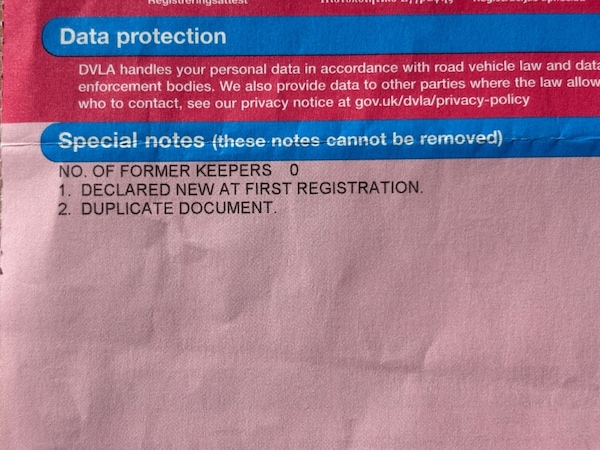 Registreringsattest
Data protection
DVLA handles your personal data in accordance with road vehicle law and data
enforcement bodies. We also provide data to other parties where the law allow
who to contact, see our privacy notice at gov.uk/dvla/privacy-policy
Special notes (these notes cannot be removed)
NO. OF FORMER KEEPERS 0
1. DECLARED NEW AT FIRST REGISTRATION.
2. DUPLICATE DOCUMENT.